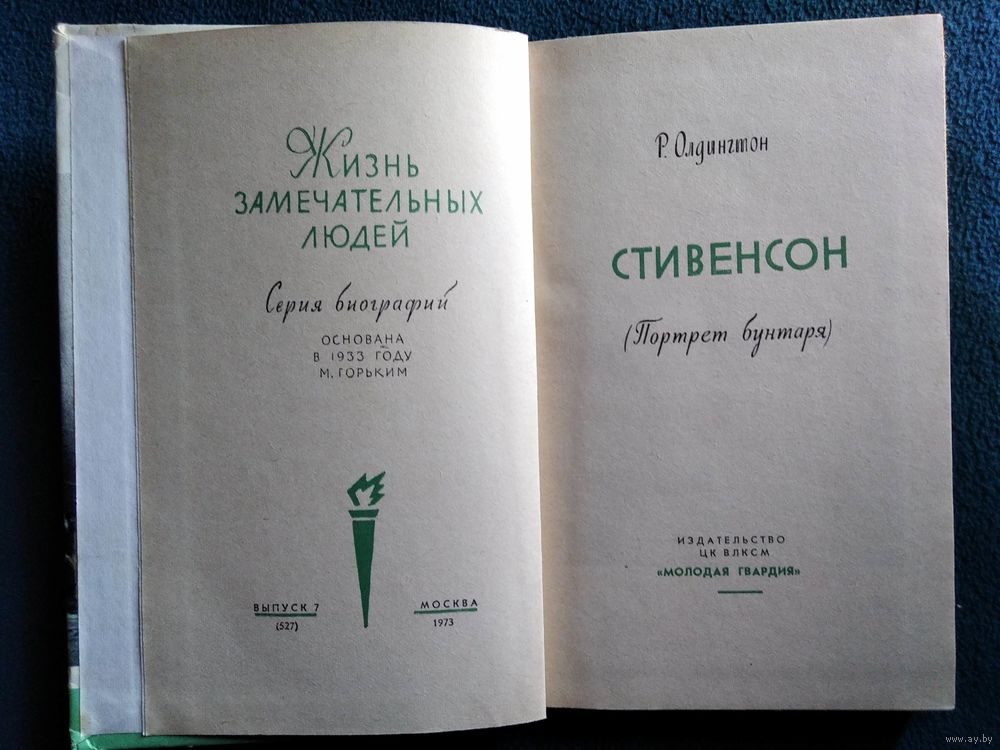 Жизнь
ЗАМЕЧАТЕЛЬНЫХ
ЛЮДЕЙ
Серия биографий
ОСНОВАНА
В 1933 ГОДУ
М. ГОРЬКИМ
ВЫПУСК 7
(527)
МОСКВА
1973
Р. Олдингтон
СТИВЕНСОН
(Портрет бунтаря)
ИЗДАТЕЛЬСТВО
ЦК ВЛКСМ
«МОЛОДАЯ ГВАРДИЯ»
www.ay.by